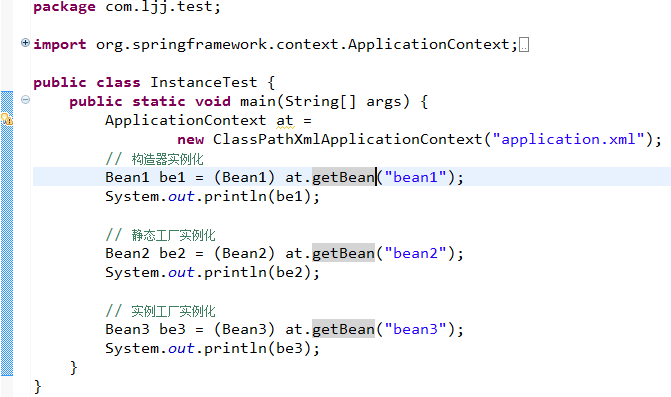 package com.ljj.test;
import org.springframework.context.ApplicationContext;
public class InstanceTest {
public static void main(String[] args) {
ApplicationContext at =
new ClassPathXmlApplicationContext("application.xml");
// 构造器实例化
Bean1 be1 = (Bean1) at.getBean("bean1");
System.out.println(be1);
// 静态工厂实例化
Bean2 be2 = (Bean2) at.getBean("bean2");
System.out.println(be2);
// 实例工厂实例化
Bean3 be3 = (Bean3) at.getBean("bean3");
System.out.println(be3);
}
}